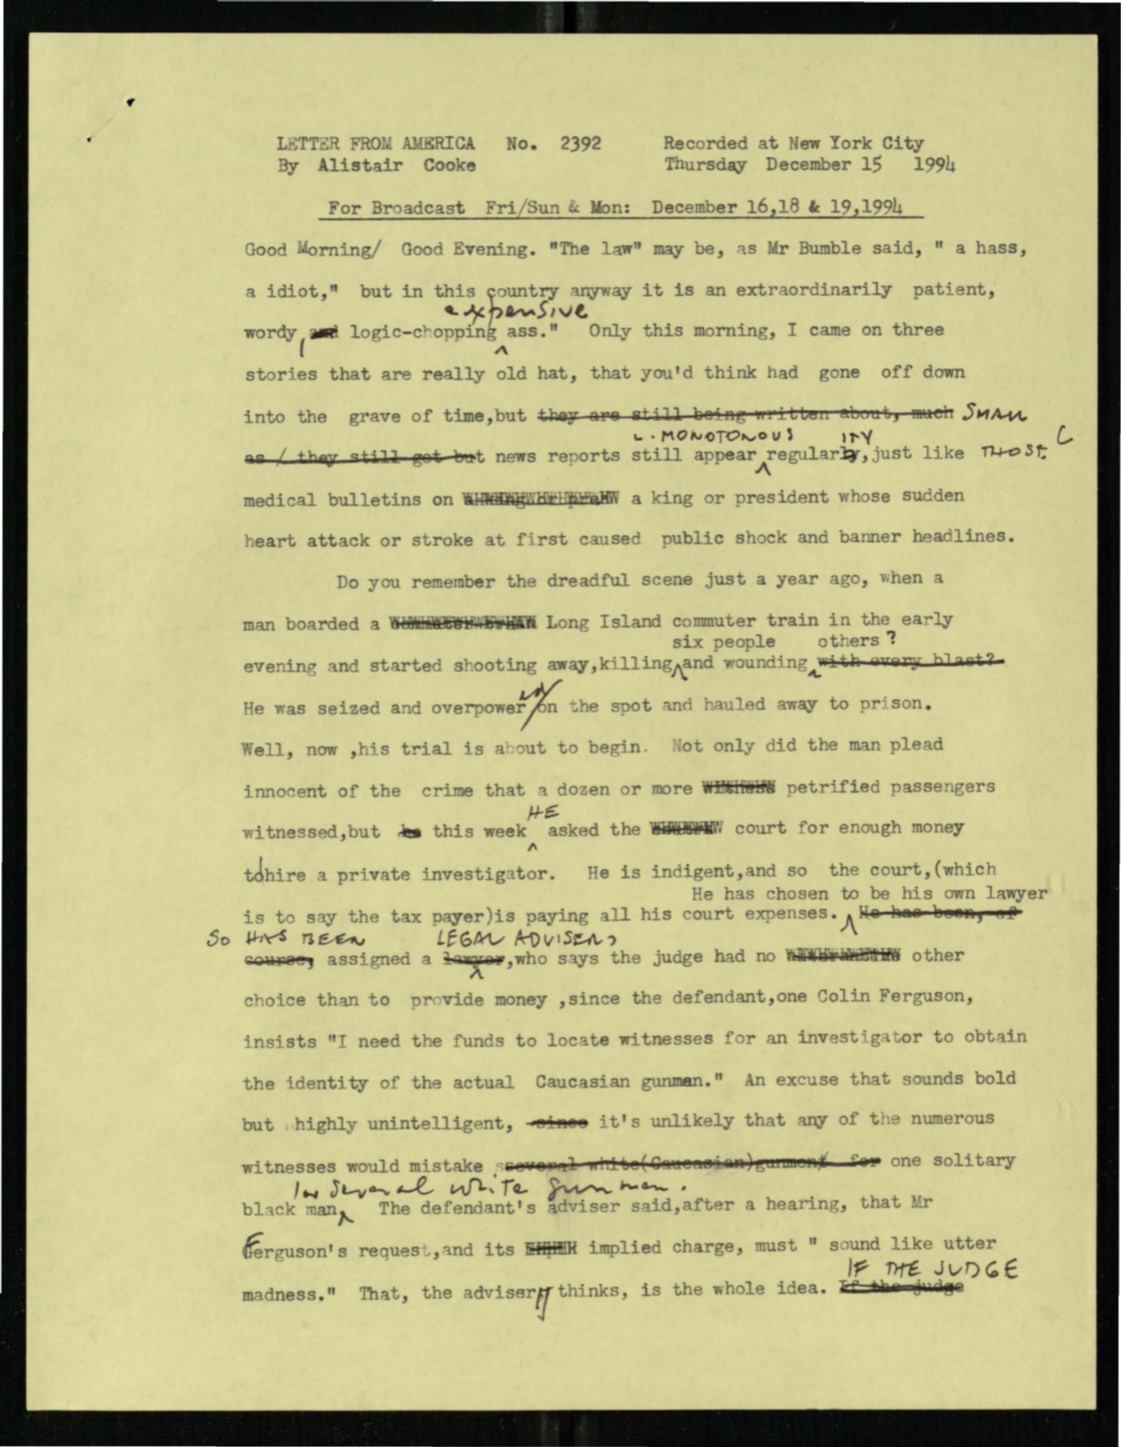 LETTER FROM AMERICA No. 2392 Recorded at New York City
By Alistair Cooke Thursday December 15 1994
For Broadcast Fri/Sun & Mon: December 16,18 & 19,1994
Good Morning/ Good Evening. "The law" may be, as Mr Bumble said, " a hass,
a idiot," but in this country anyway it is an extraordinarily patient,
expensive
wordy, and logic-chopping ass." Only this morning, I came on three
stories that are really old hat, that you'd think had gone off down
into the grave of time,but they are still being written about, much SMALL
MONOTONOUS ITY
as / they still get but news reports still appear regularly,just like THOSE
medical bulletins on a king or president whose sudden
heart attack or stroke at first caused public shock and banner headlines.
Do you remember the dreadful scene just a year ago, when a
man boarded a Long Island commuter train in the early
six people others?
evening and started shooting away,killing and wounding with every blast?
ed
He was seized and overpower on the spot and hauled away to prison.
Well, now ,his trial is about to begin. Not only did the man plead
innocent of the crime that a dozen or more petrified passengers
HE
witnessed,but he this week asked the court for enough money
tohire a private investigator. He is indigent,and so the court,(which
He has chosen to be his own lawyer
is to say the tax payer)is paying all his court expenses. He has been, of
SO HAS BEEN LEGAL ADVISER
course, assigned a lawyer,who says the judge had no other
choice than to provide money ,since the defendant,one Colin Ferguson,
insists "I need the funds to locate witnesses for an investigator to obtain
the identity of the actual Caucasian gunman." An excuse that sounds bold
but highly unintelligent, since it's unlikely that any of the numerous
witnesses would mistake several white(Caucasian)gunmen for one solitary
for several white gunmen.
black man The defendant's adviser said,after a hearing, that Mr
Ferguson's request,and its implied charge, must " sound like utter
IF THE JUDGE
madness." That, the adviser thinks, is the whole idea. If the judge